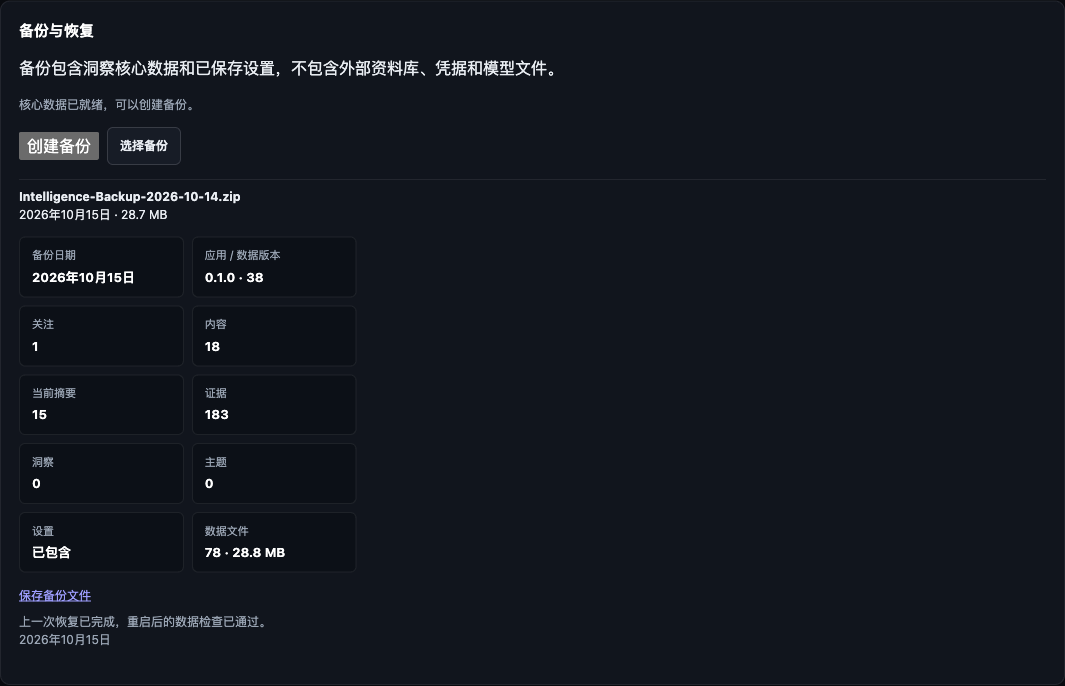 备份与恢复
备份包含洞察核心数据和已保存设置，不包含外部资料库、凭据和模型文件。
核心数据已就绪，可以创建备份。
创建备份 选择备份
Intelligence-Backup-2026-10-14.zip
2026年10月15日 · 28.7 MB
备份日期 应用 / 数据版本
2026年10月15日 0.1.0 · 38
关注 内容
1 18
当前摘要 证据
15 183
洞察 主题
0 0
设置 数据文件
已包含 78 · 28.8 MB
保存备份文件
上一次恢复已完成，重启后的数据检查已通过。
2026年10月15日